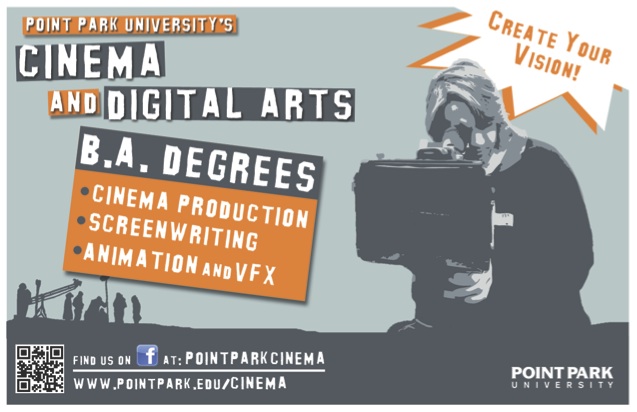 POINT PARK UNIVERSITY'S
CINEMA
AND DIGITAL ARTS
CREATE YOUR
VISION!
B.A. DEGREES
•CINEMA PRODUCTION
•SCREENWRITING
•ANIMATION AND VFX
FIND US ON f AT: POINTPARKCINEMA
WWW.POINTPARK.EDU/CINEMA
POINT PARK
UNIVERSITY